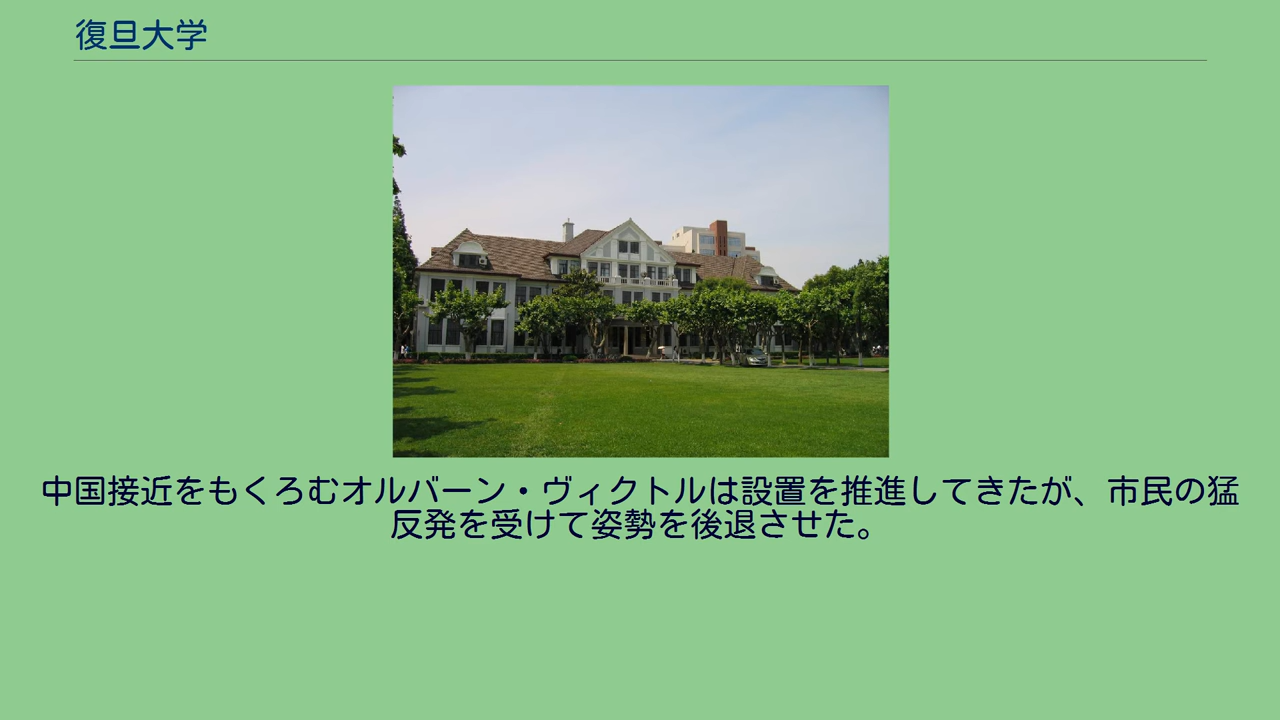 復旦大学
中国接近をもくろむオルバーン・ヴィクトルは設置を推進してきたが、市民の猛
反発を受けて姿勢を後退させた。